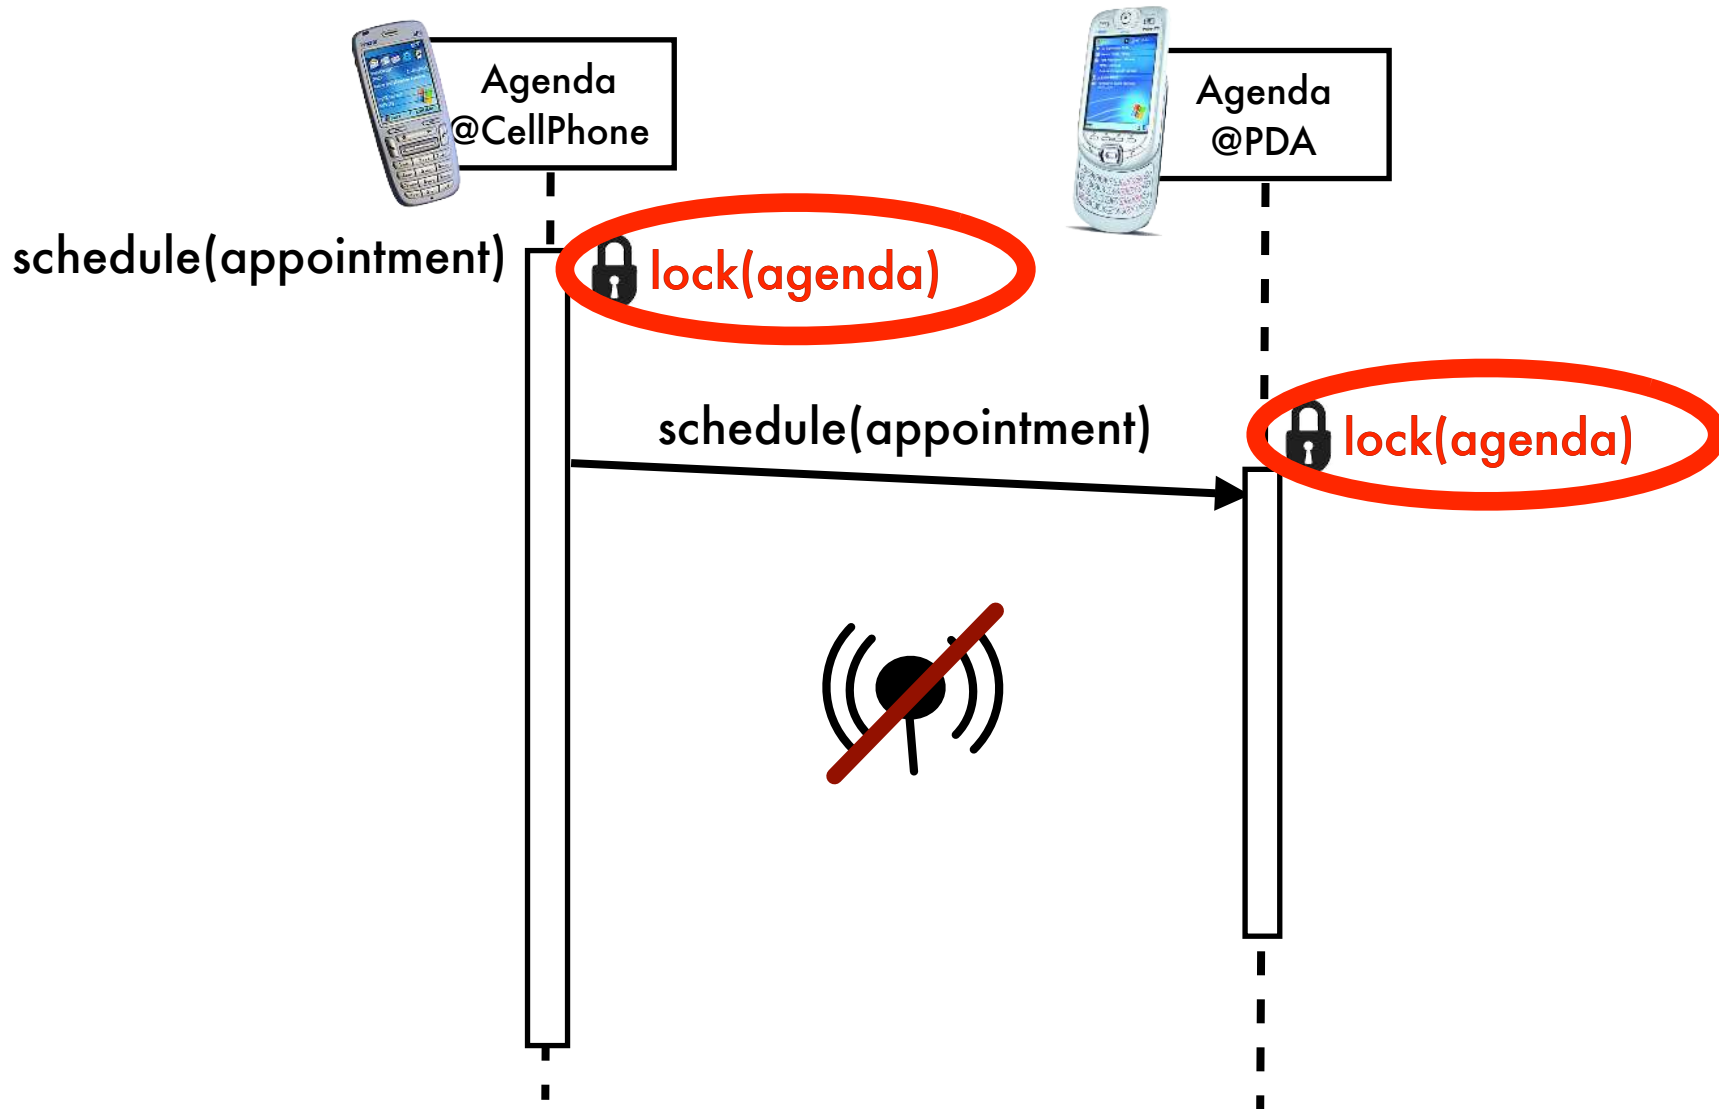 Agenda
@CellPhone
Agenda
@PDA
schedule(appointment)
lock(agenda)
schedule(appointment)
lock(agenda)